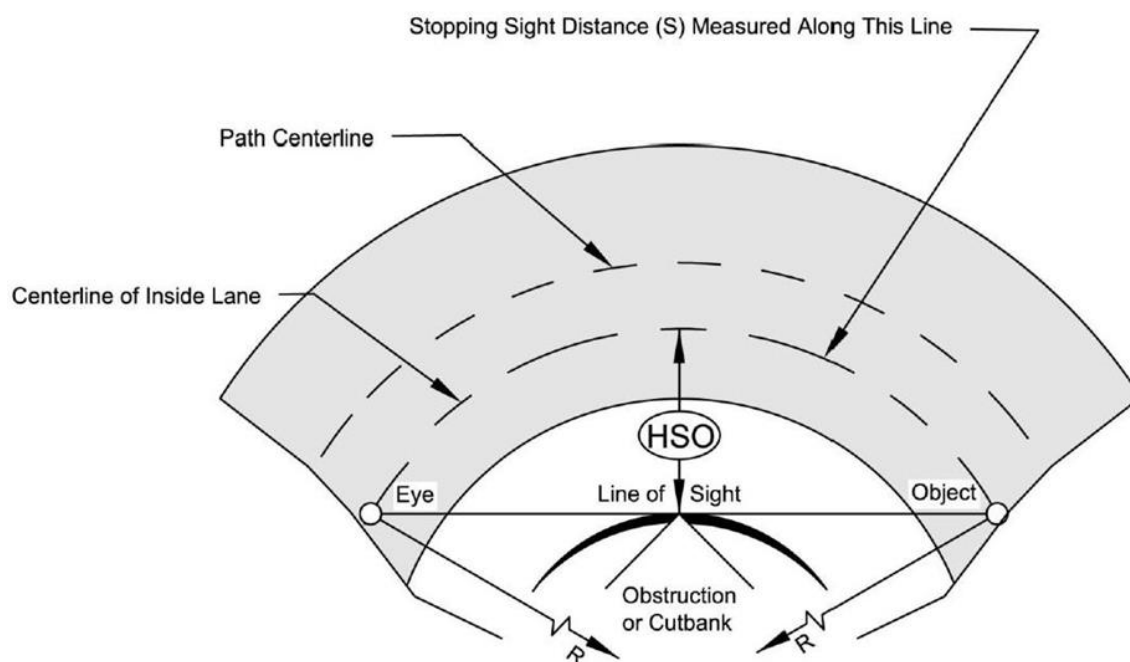 Stopping Sight Distance (S) Measured Along This Line
Path Centerline
Centerline of Inside Lane
HSO
Eye
Line of Sight
Object
Obstruction
or Cutbank
R
R